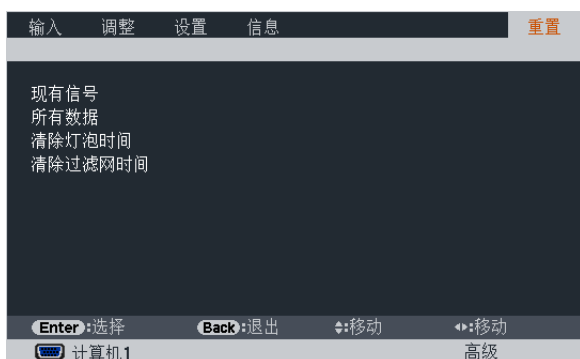 输入 调整 设置 信息 重置
现有信号
所有数据
清除灯泡时间
清除过滤网时间
Enter:选择 Back:退出 :移动 :移动
计算机1 高级